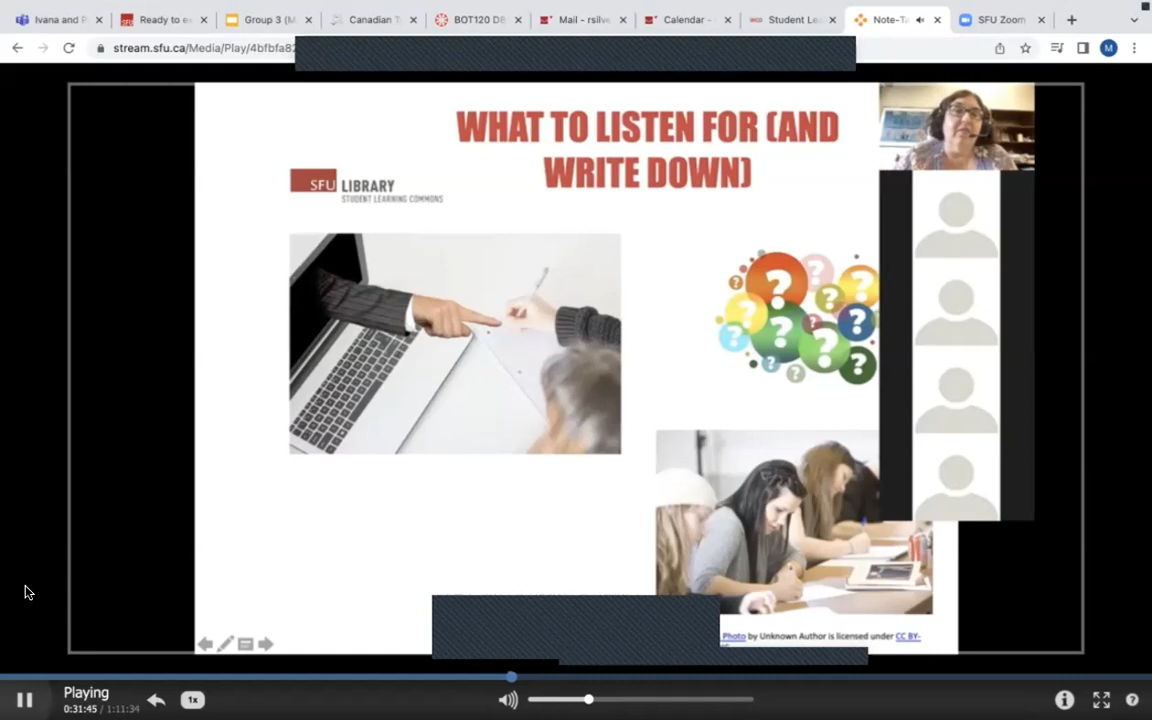 Ivana and P
Ready to e
Group 3 (M
Canadian T
BOT120 D
Mail - rsilve
Calendar -
Student Le
Note-Ta
SFU Zoom
stream.sfu.ca/Media/Play/4bfbfa82
M
WHAT TO LISTEN FOR (AND
WRITE DOWN)
SFU LIBRARY
STUDENT LEARNING COMMONS
? ? ? ? ? ? ? ? ? ? ? ? ?
Photo by Unknown Author is licensed under CC BY-
Playing
0:31:45 / 1:11:34
1x